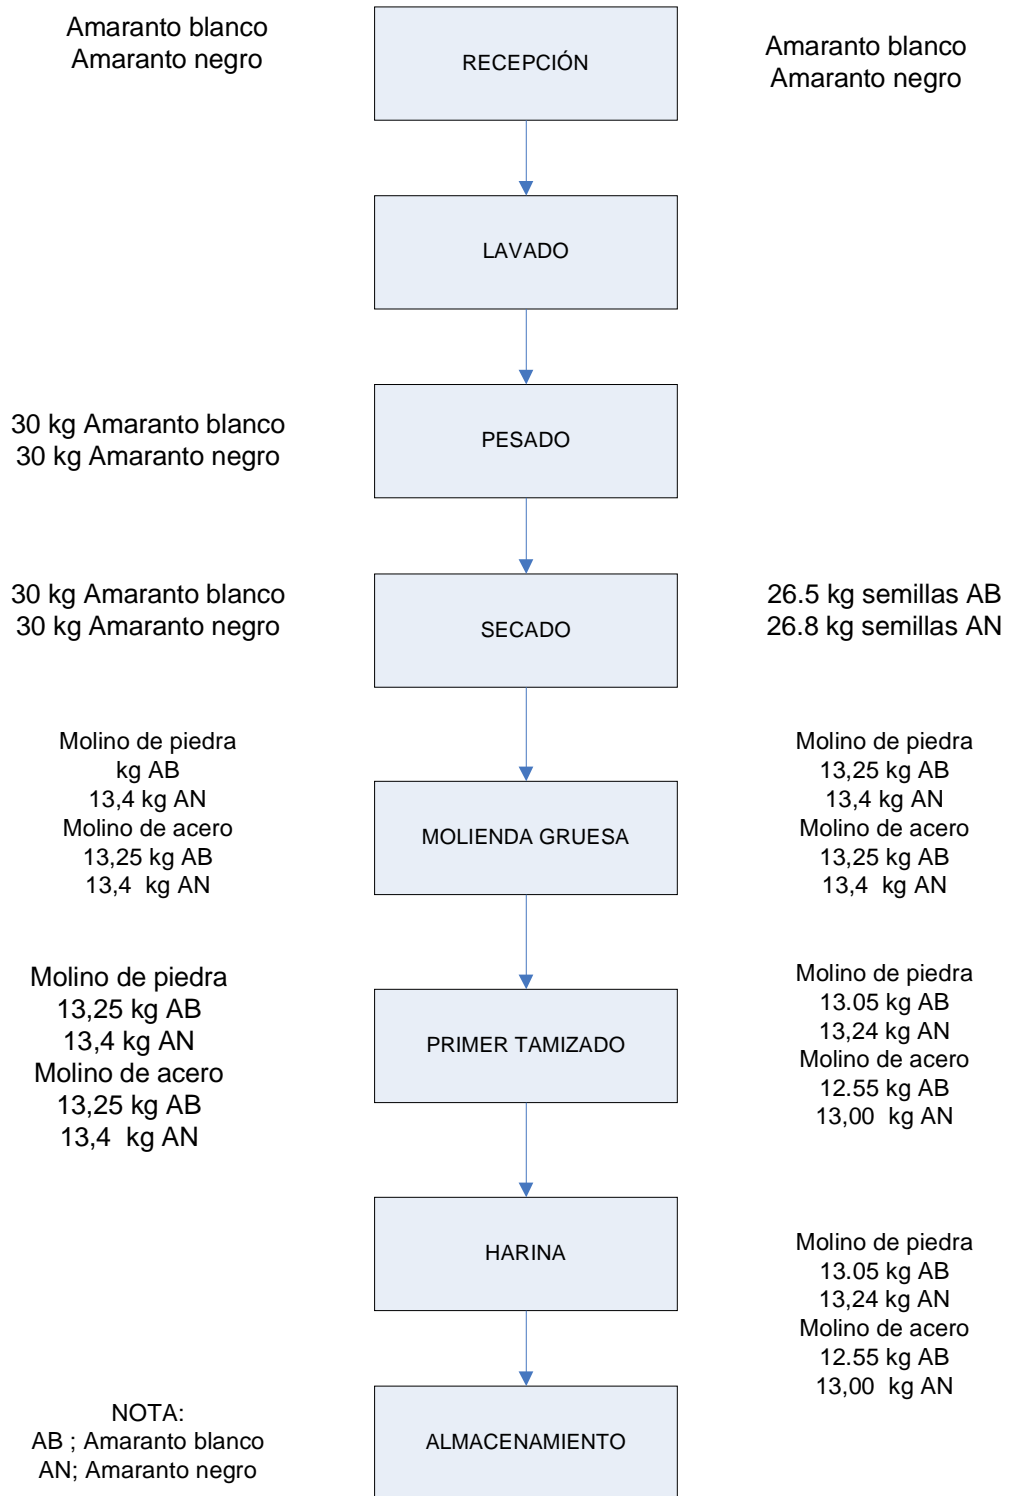 Amaranto blanco
Amaranto negro
RECEPCIÓN
Amaranto blanco
Amaranto negro
LAVADO
30 kg Amaranto blanco
30 kg Amaranto negro
PESADO
30 kg Amaranto blanco
30 kg Amaranto negro
SECADO
26.5 kg semillas AB
26.8 kg semillas AN
Molino de piedra
kg AB
13,4 kg AN
Molino de acero
13,25 kg AB
13,4 kg AN
MOLIENDA GRUESA
Molino de piedra
13,25 kg AB
13,4 kg AN
Molino de acero
13,25 kg AB
13,4 kg AN
Molino de piedra
13,25 kg AB
13,4 kg AN
Molino de acero
13,25 kg AB
13,4 kg AN
PRIMER TAMIZADO
Molino de piedra
13.05 kg AB
13,24 kg AN
Molino de acero
12.55 kg AB
13,00 kg AN
HARINA
Molino de piedra
13.05 kg AB
13,24 kg AN
Molino de acero
12.55 kg AB
13,00 kg AN
NOTA:
AB ; Amaranto blanco
AN; Amaranto negro
ALMACENAMIENTO